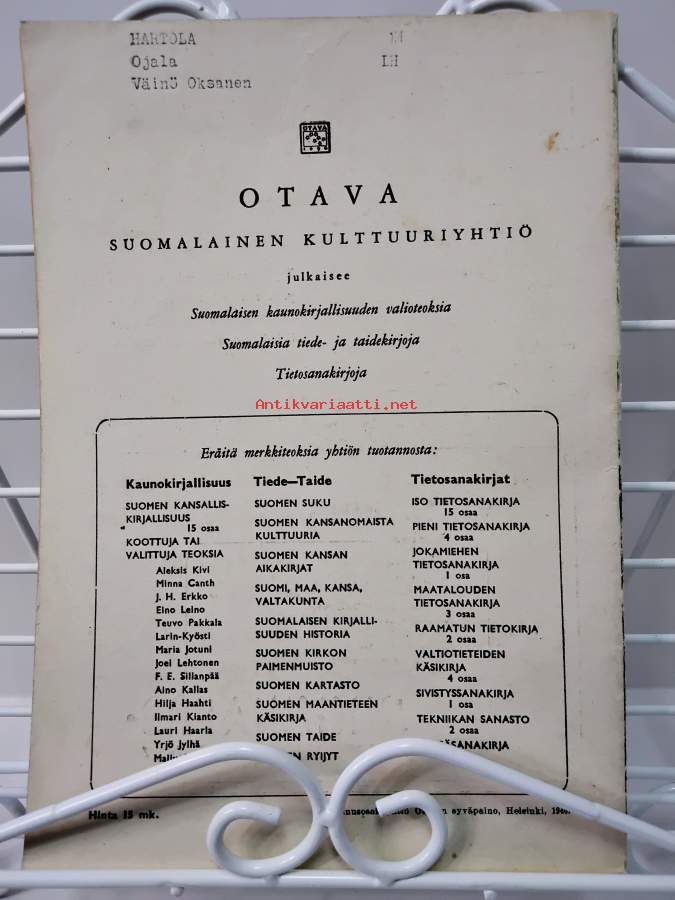 HARTOLA
Ojala LH
Väinö Oksanen
OTAVA
OTAVA
SUOMALAINEN KULTTUURIYHTIÖ
julkaisee
Suomalaisen kaunokirjallisuuden valioteoksia
Suomalaisia tiede- ja taidekirjoja
Tietosanakirjoja
Antikvariaatti.net
Eräitä merkkiteoksia yhtiön tuotannosta:
Kaunokirjallisuus
SUOMEN KANSALLIS-
KIRJALLISUUS
15 osaa
KOOTTUJA TAI
VALITTUJA TEOKSIA
Aleksis Kivi
Minna Canth
J. H. Erkko
Eino Leino
Teuvo Pakkala
Larin-Kyösti
Maria Jotuni
Joel Lehtonen
F. E. Sillanpää
Aino Kallas
Hilja Haahti
Ilmari Kianto
Lauri Haarla
Yrjö Jylhä
Tiede—Taide
SUOMEN SUKU
SUOMEN KANSANOMAISTA
KULTTUURIA
SUOMEN KANSAN
AIKAKIRJAT
SUOMI, MAA, KANSA,
VALTAKUNTA
SUOMALAISEN KIRJALLI-
SUUDEN HISTORIA
SUOMEN KIRKON
PAIMENMUISTO
SUOMEN KARTASTO
SUOMEN MAANTIETEEN
KÄSIKIRJA
SUOMEN TAIDE
RYIJYT
Tietosanakirjat
ISO TIETOSANAKIRJA
15 osaa
PIENI TIETOSANAKIRJA
4 osaa
JOKAMIEHEN
TIETOSANAKIRJA
1 osa
MAATALOUDEN
TIETOSANAKIRJA
3 osaa
RAAMATUN TIETOKIRJA
2 osaa
VALTIOTIETEIDEN
KÄSIKIRJA
4 osaa
SIVISTYSSANAKIRJA
1 osa
TEKNIIKAN SANASTO
2 osaa
Hinta 15 mk.
syväpaino, Helsinki,